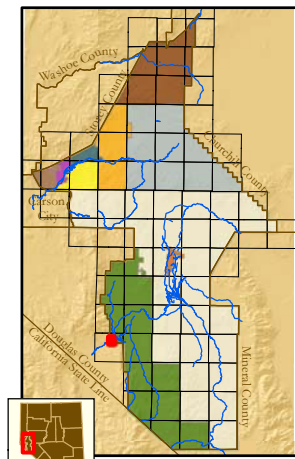 Washoe County
Storey County
Churchill County
Carson
City
Douglas County
California State Line
Mineral County